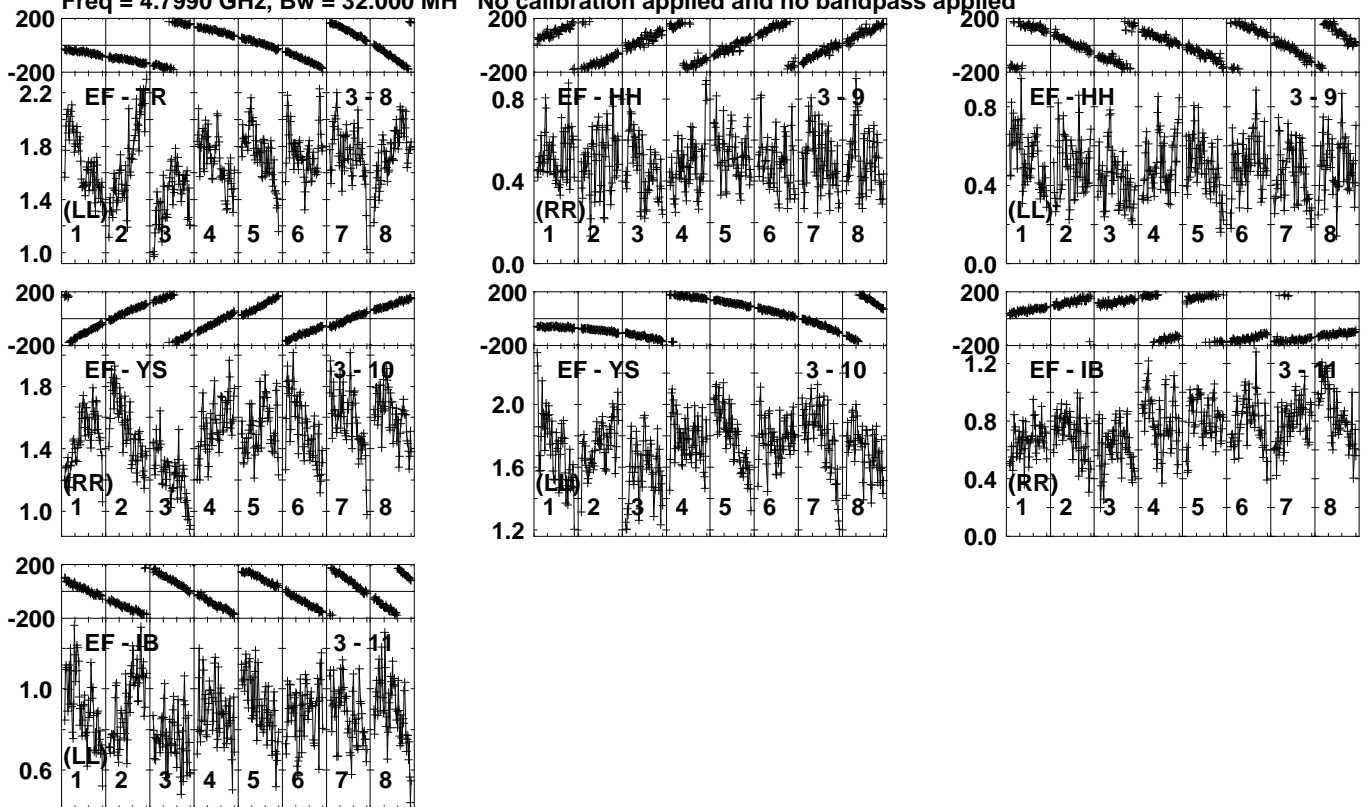 Freq = 4.7990 GHz, Bw = 32.000 MH No calibration applied and no bandpass applied
200
-200
2.2
1.8
1.4
1.0
EF - TR 3 - 8
(LL)
1 2 3 4 5 6 7 8
200
-200
0.8
0.4
0.0
EF - HH 3 - 9
(RR)
1 2 3 4 5 6 7 8
200
-200
0.8
0.4
0.0
EF - HH 3 - 9
(LL)
1 2 3 4 5 6 7 8
200
-200
1.8
1.4
1.0
EF - YS 3 - 10
(RR)
1 2 3 4 5 6 7 8
200
-200
2.0
1.6
1.2
EF - YS 3 - 10
(LL)
1 2 3 4 5 6 7 8
200
-200
1.2
0.8
0.4
0.0
EF - IB 3 - 11
(RR)
1 2 3 4 5 6 7 8
200
-200
1.0
0.6
EF - IB 3 - 11
(LL)
1 2 3 4 5 6 7 8